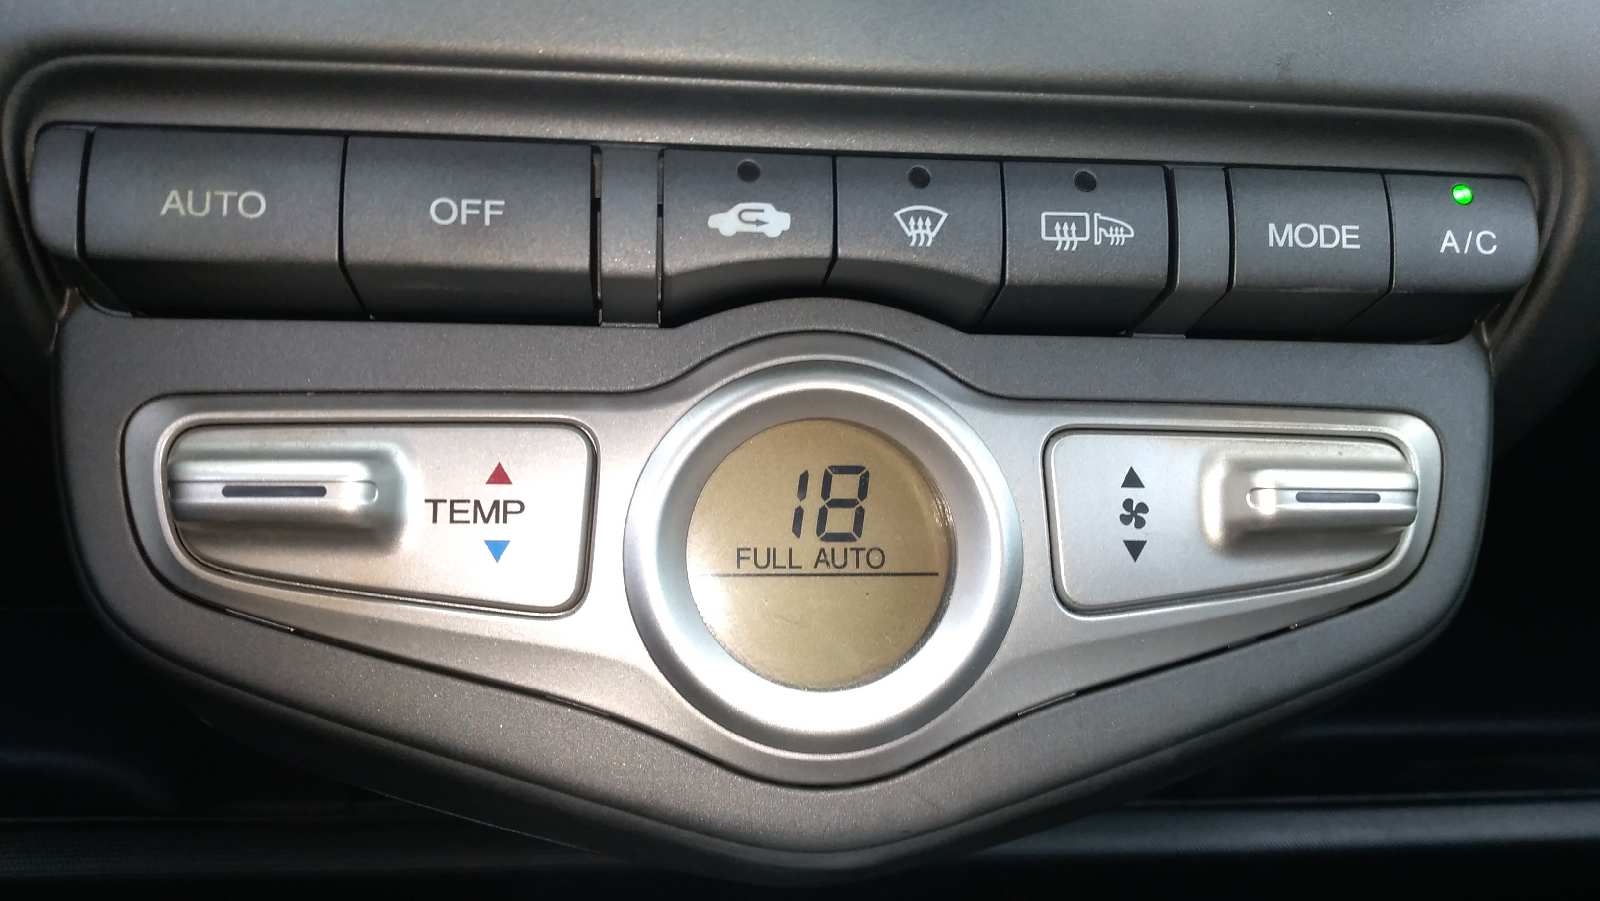 AUTO OFF MODE A/C
TEMP
18
FULL AUTO